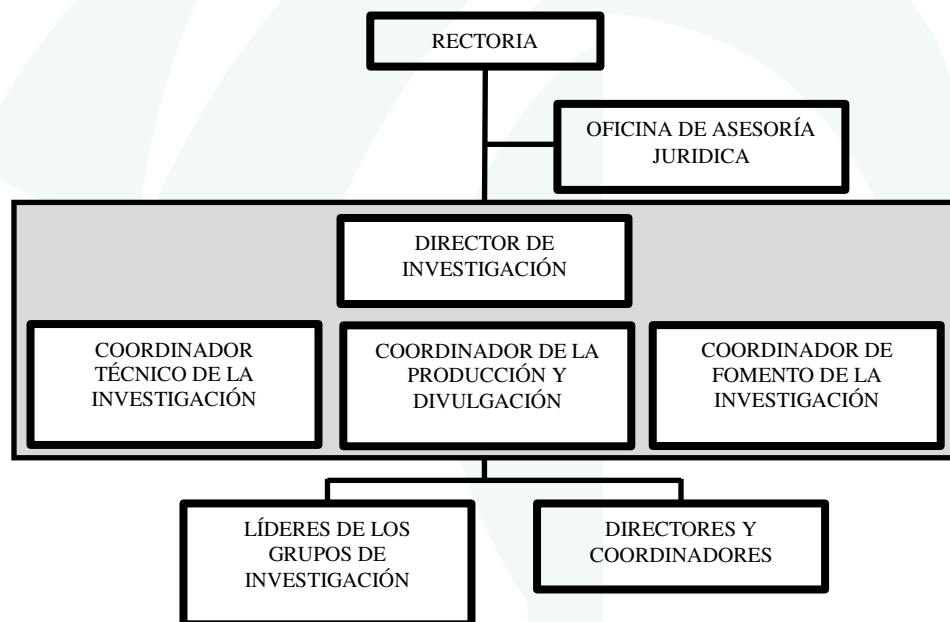 RECTORIA
OFICINA DE ASESORÍA
JURIDICA
DIRECTOR DE
INVESTIGACIÓN
COORDINADOR
TÉCNICO DE LA
INVESTIGACIÓN
COORDINADOR DE LA
PRODUCCIÓN Y
DIVULGACIÓN
COORDINADOR DE
FOMENTO DE LA
INVESTIGACIÓN
LÍDERES DE LOS
GRUPOS DE
INVESTIGACIÓN
DIRECTORES Y
COORDINADORES